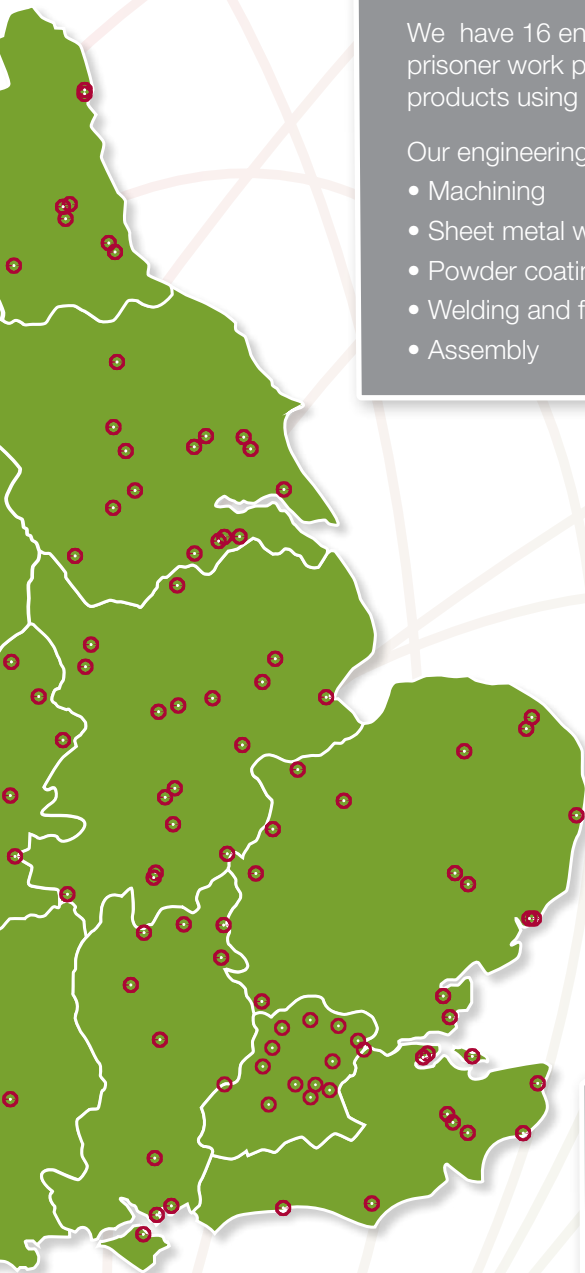 We have 16 en
prisoner work p
products using
Our engineering
• Machining
• Sheet metal w
• Powder coatin
• Welding and f
• Assembly